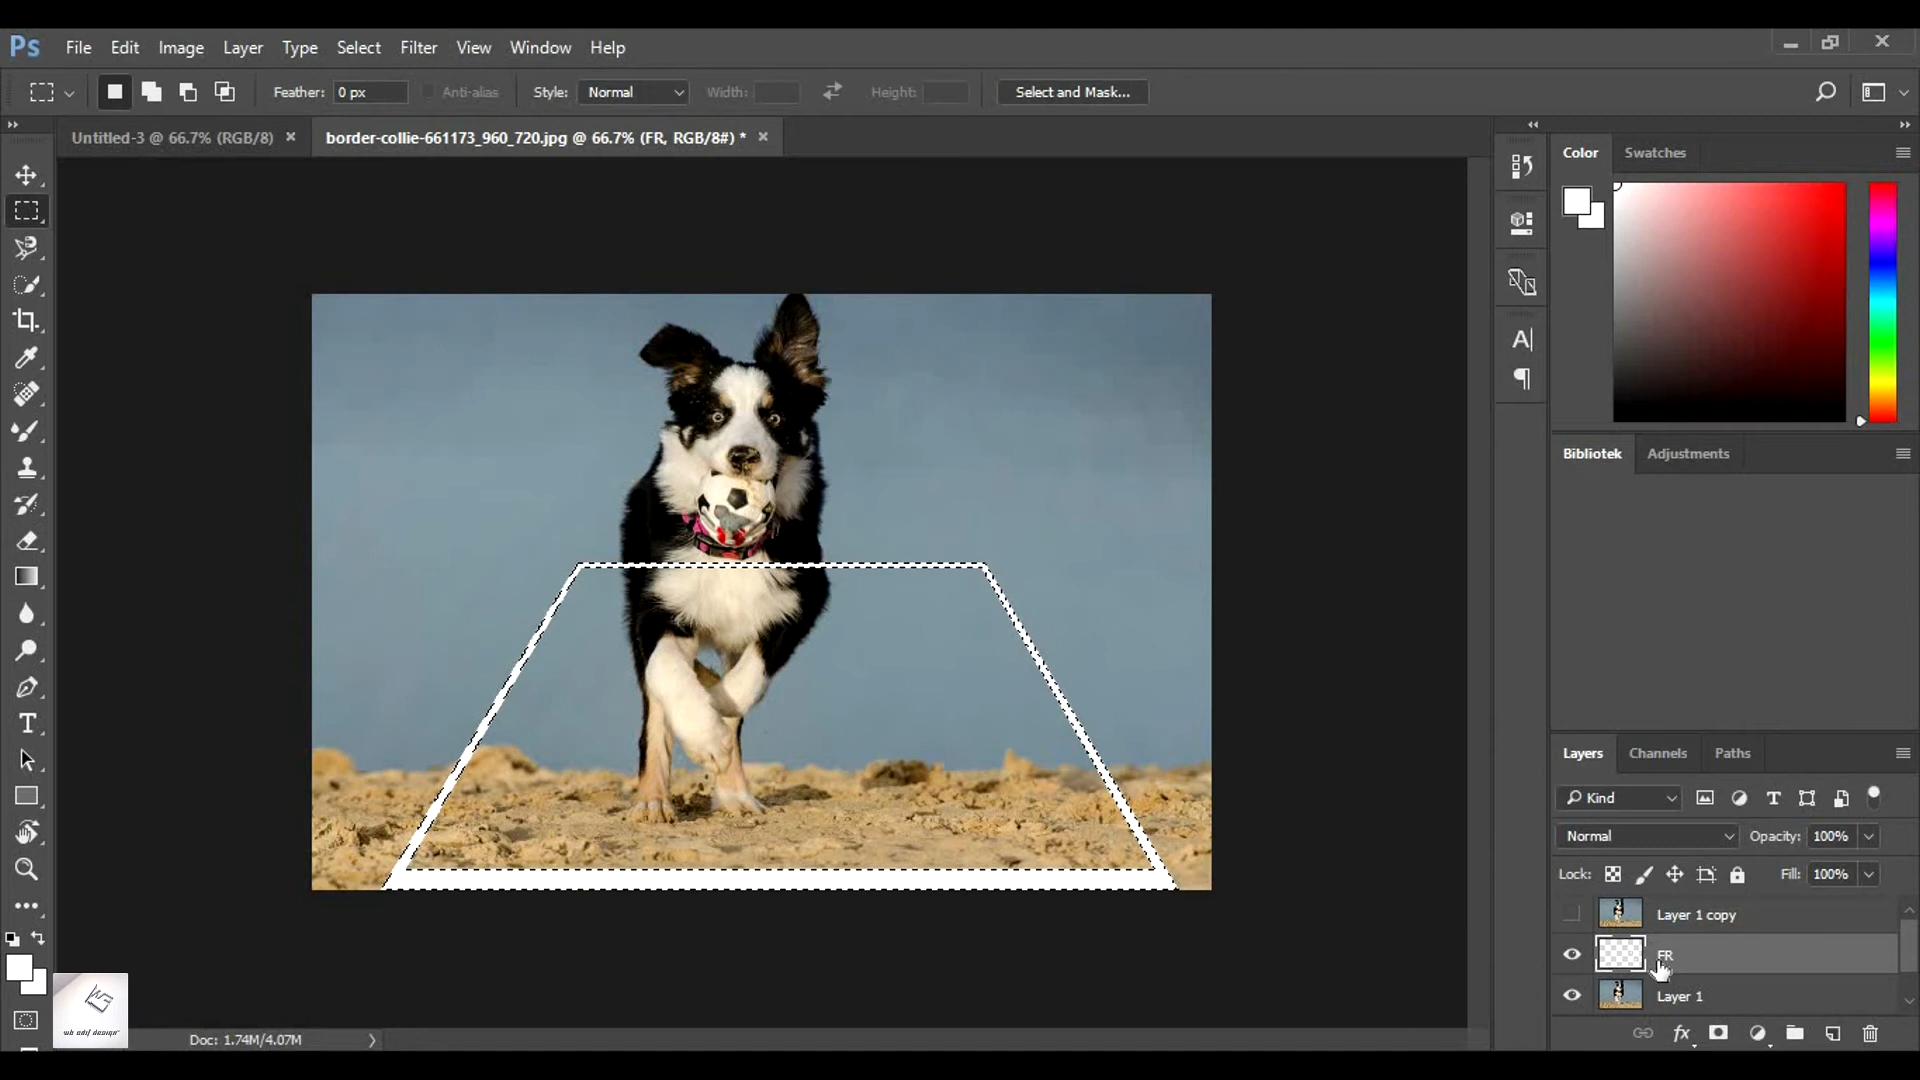 Ps File Edit Image Layer Type Select Filter View Window Help
Feather: 0 px Anti-alias Style: Normal Width: Height: Select and Mask...
Untitled-3 @ 66.7% (RGB/8) border-collie-661173_960_720.jpg @ 66.7% (FR, RGB/8#) *
Color Swatches
Bibliotek Adjustments
Layers Channels Paths
Kind
Normal Opacity: 100%
Lock: Fill: 100%
Layer 1 copy
FR
Layer 1
wb edit design
Doc: 1.74M/4.07M